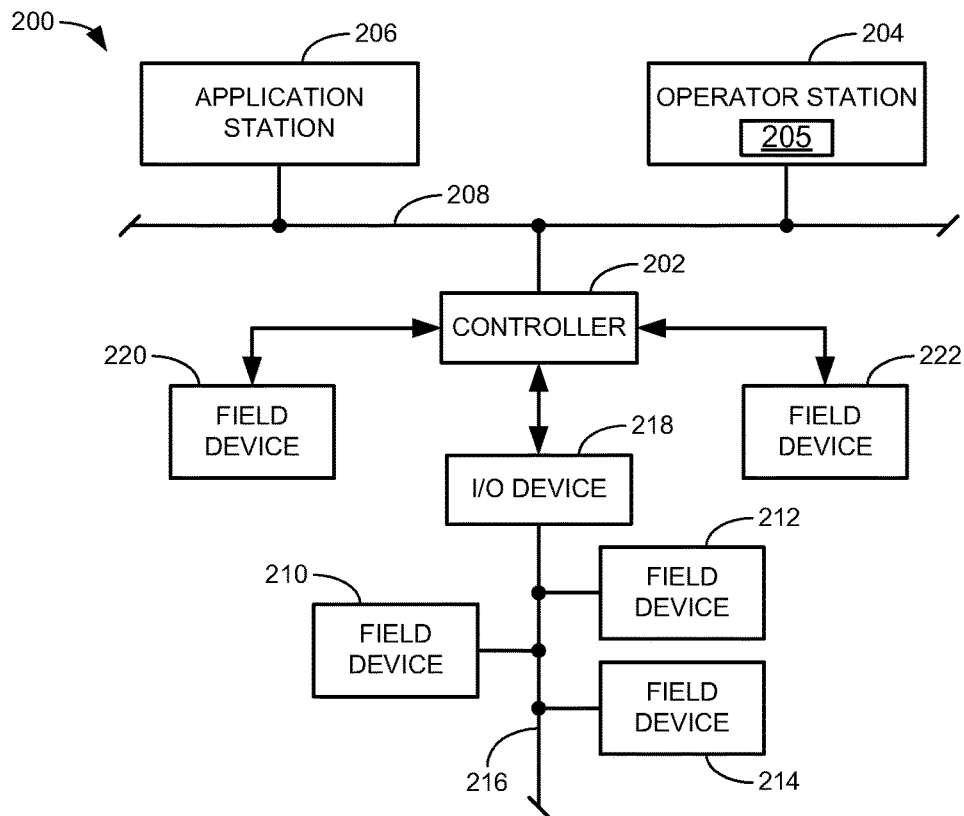 200
206
204
APPLICATION
STATION
OPERATOR STATION
205
208
202
CONTROLLER
220
222
FIELD
DEVICE
FIELD
DEVICE
218
I/O DEVICE
212
FIELD
DEVICE
210
FIELD
DEVICE
FIELD
DEVICE
216
214